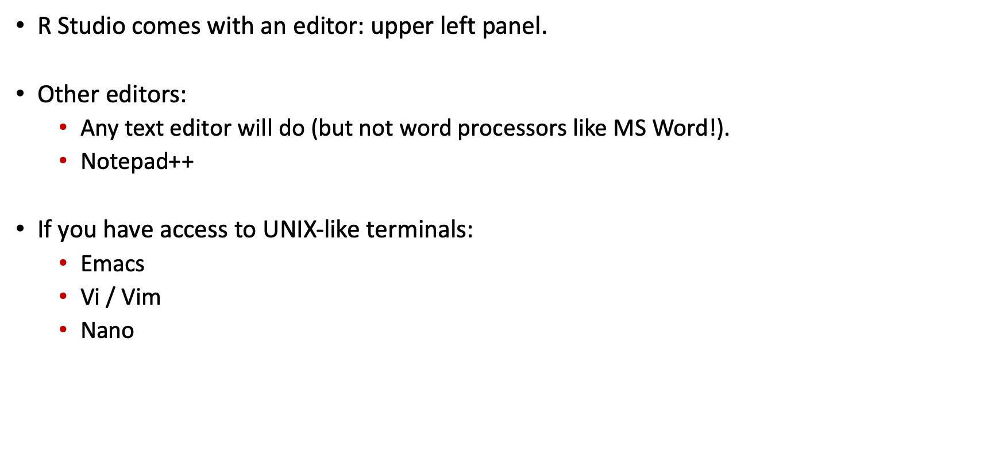 • R Studio comes with an editor: upper left panel.
• Other editors:
• Any text editor will do (but not word processors like MS Word!).
• Notepad++
• If you have access to UNIX-like terminals:
• Emacs
• Vi / Vim
• Nano